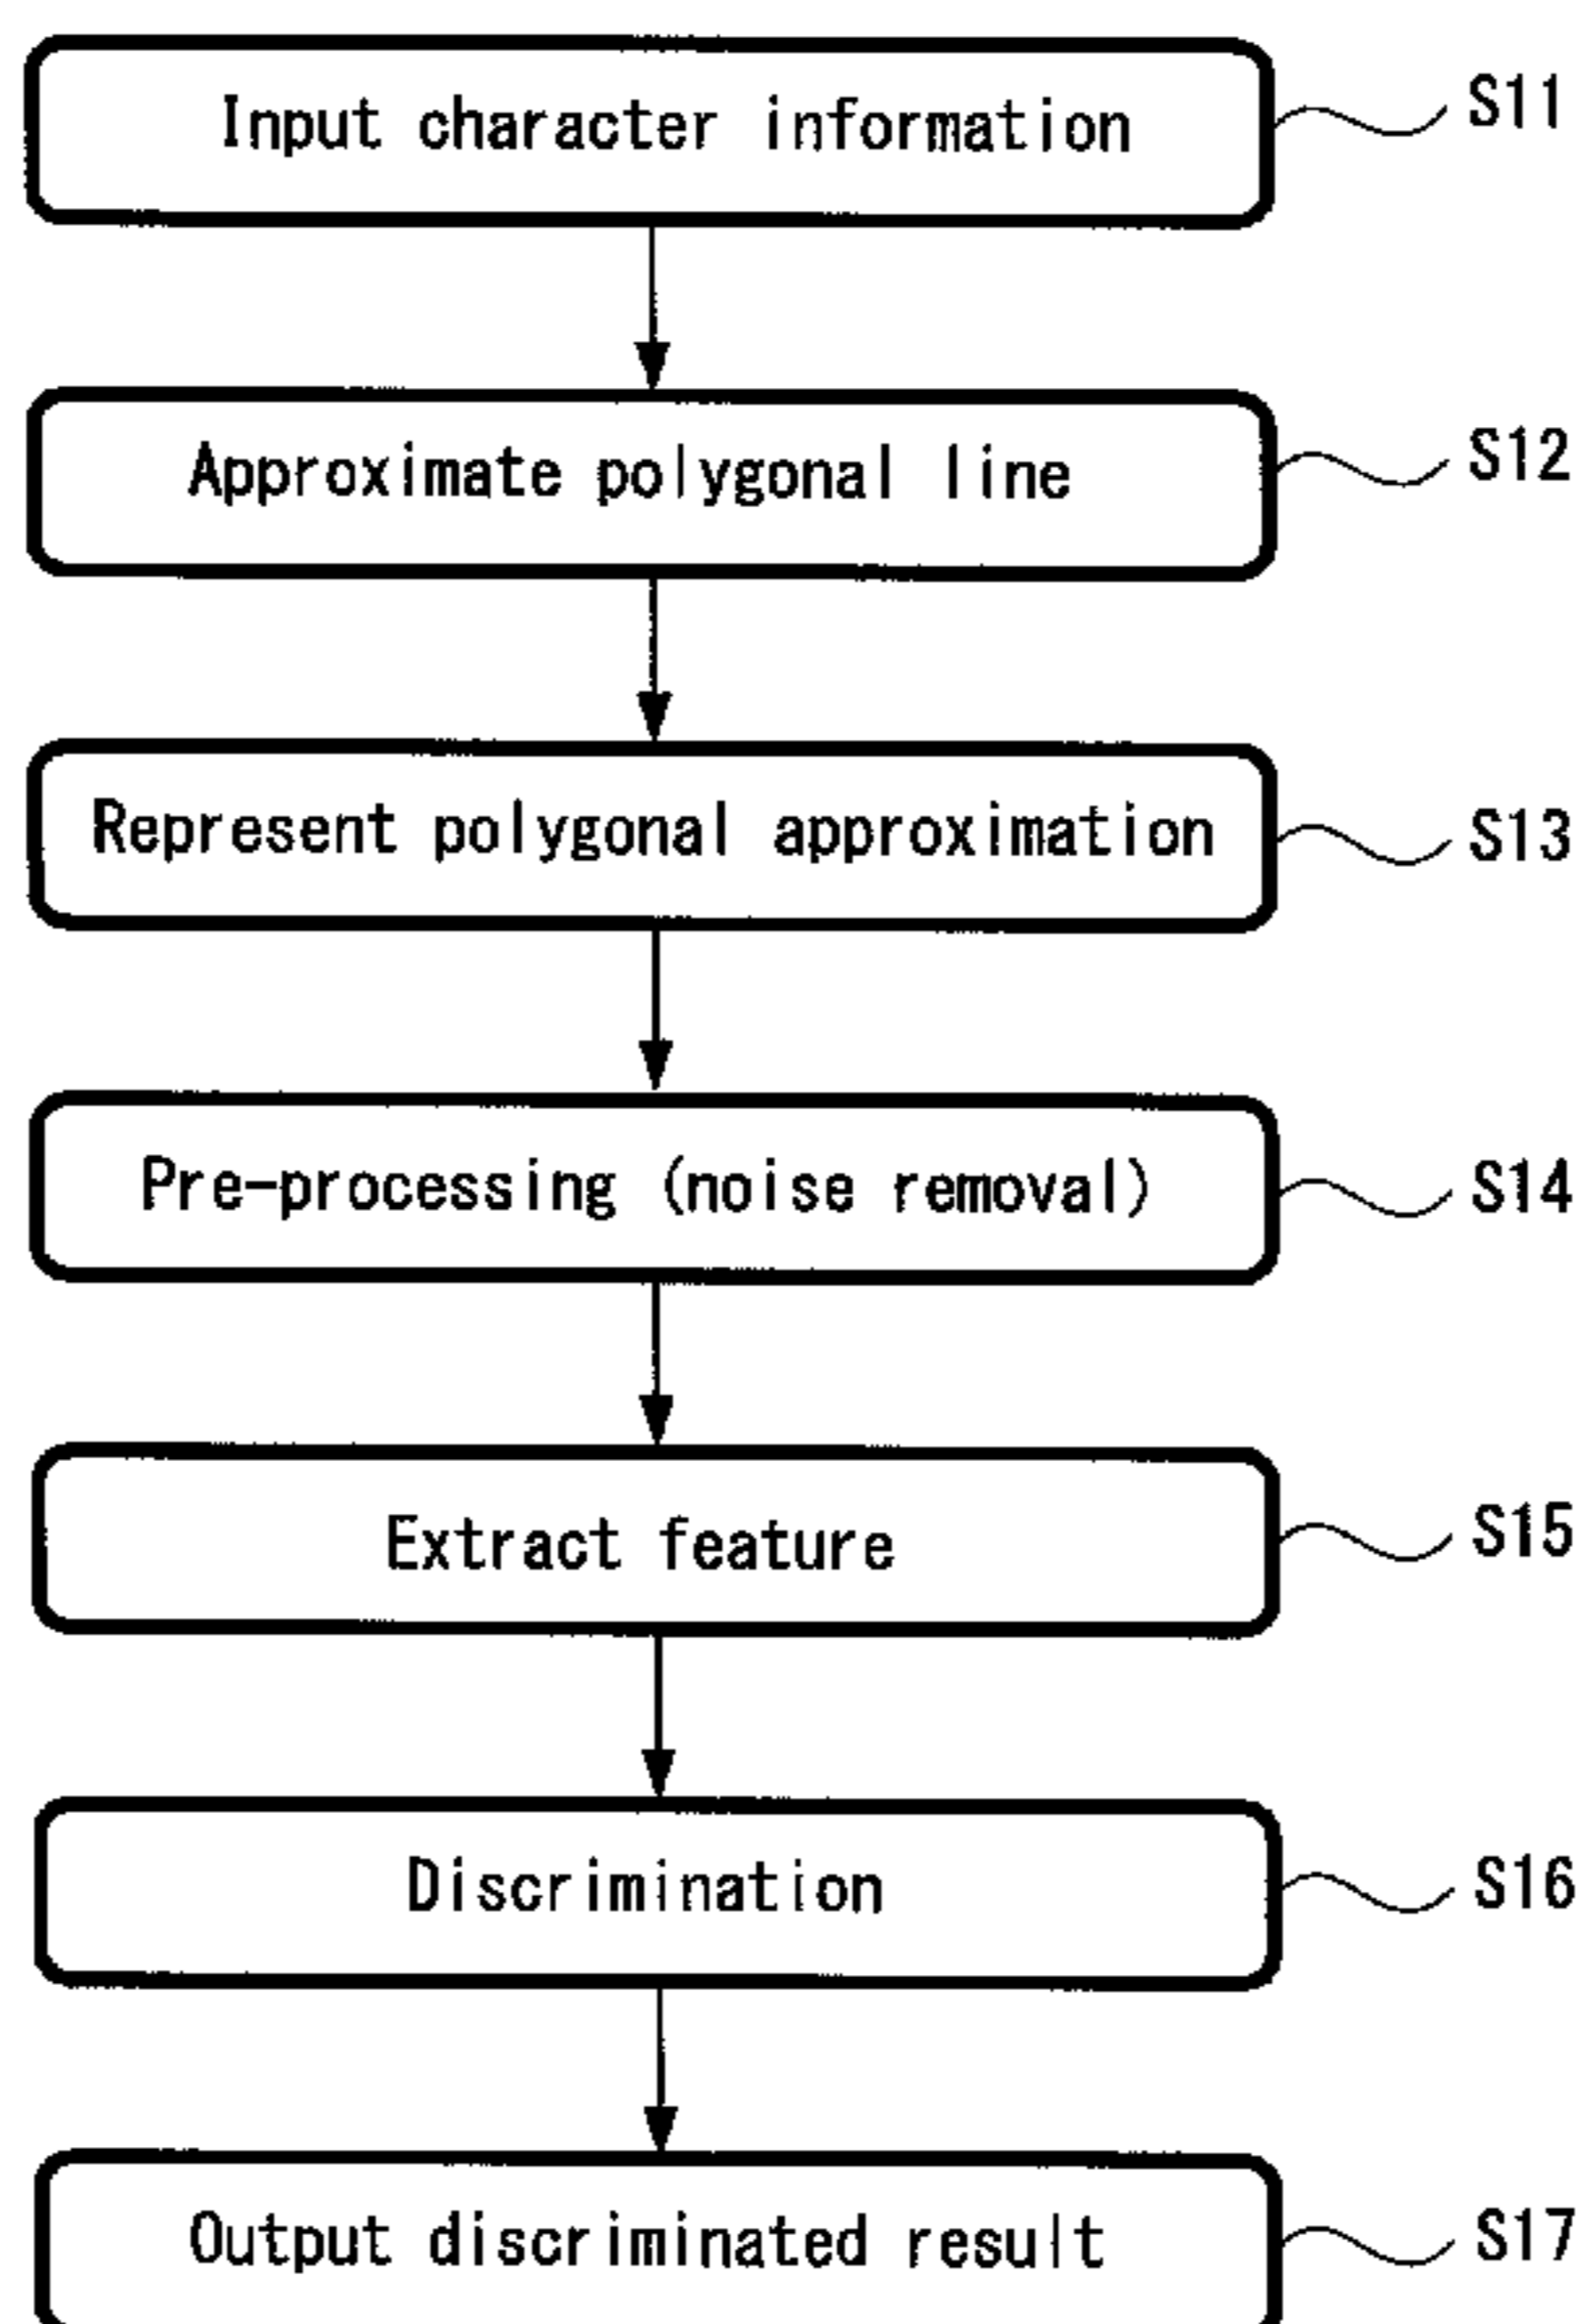 Input character information S11
Approximate polygonal line S12
Represent polygonal approximation S13
Pre-processing (noise removal) S14
Extract feature S15
Discrimination S16
Output discriminated result S17